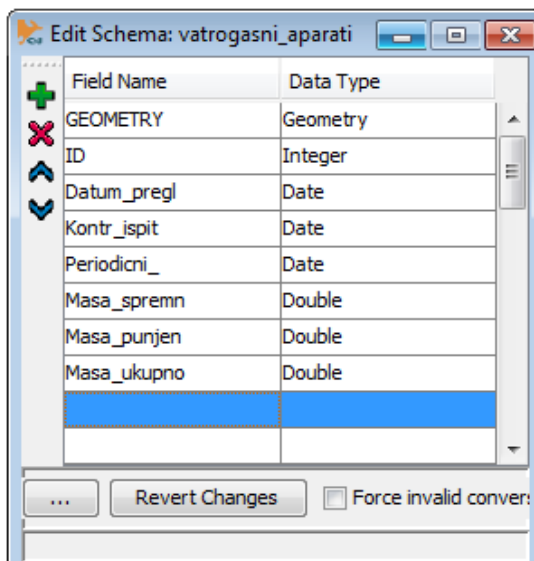 Edit Schema: vatrogasni_aparati
Field Name Data Type
GEOMETRY Geometry
ID Integer
Datum_pregl Date
Kontr_ispit Date
Periodicni_ Date
Masa_spremn Double
Masa_punjen Double
Masa_ukupno Double
... Revert Changes Force invalid convers